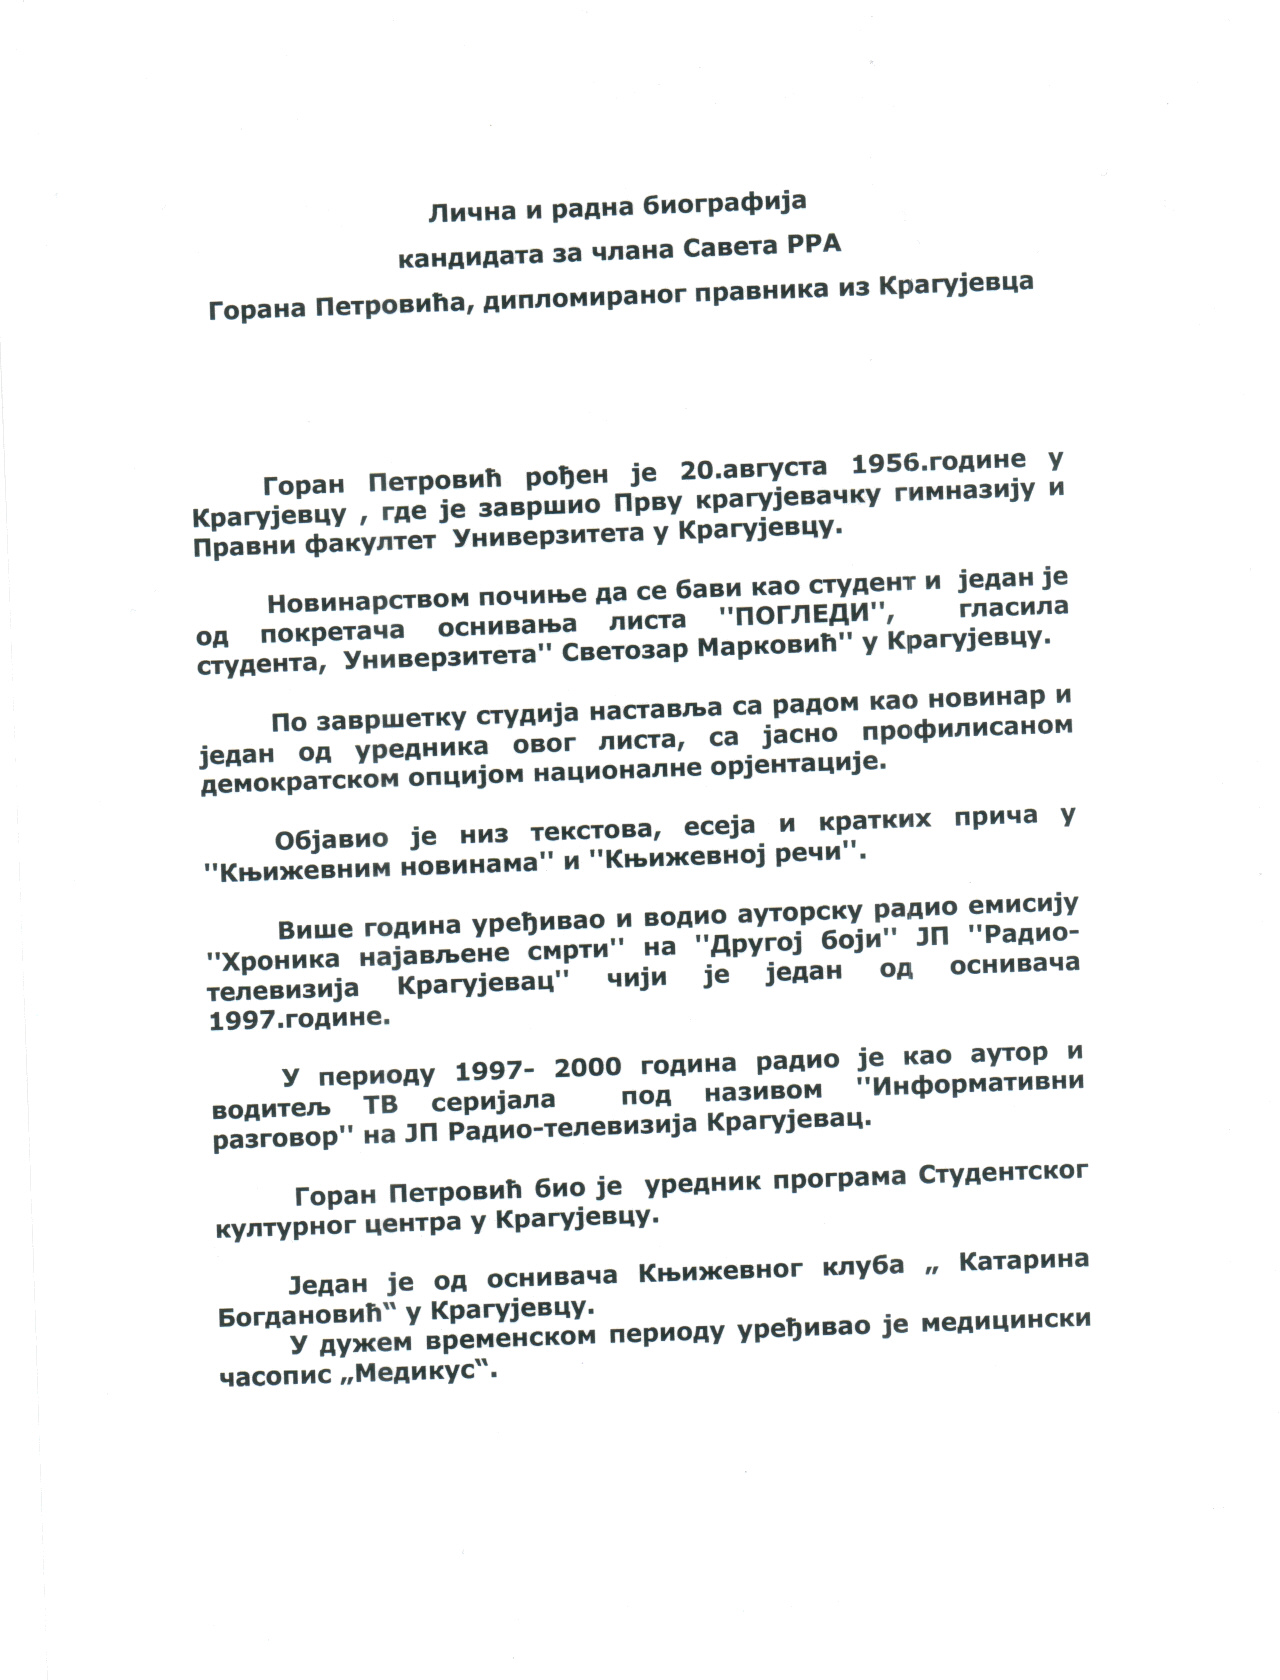 Лична и радна биографија
кандидата за члана Савета РРА
Горана Петровића, дипломираног правника из Крагујевца
Горан Петровић рођен је 20.августа 1956.године у
Крагујевцу , где је завршио Прву крагујевачку гимназију и
Правни факултет Универзитета у Крагујевцу.
Новинарством почиње да се бави као студент и један је
од покретача оснивања листа ''ПОГЛЕДИ'', гласила
студента, Универзитета'' Светозар Марковић'' у Крагујевцу.
По завршетку студија наставља са радом као новинар и
један од уредника овог листа, са јасно профилисаном
демократском опцијом националне орјентације.
Објавио је низ текстова, есеја и кратких прича у
''Књижевним новинама'' и ''Књижевној речи''.
Више година уређивао и водио ауторску радио емисију
''Хроника најављене смрти'' на ''Другој боји'' ЈП ''Радио-
телевизија Крагујевац'' чији је један од оснивача
1997.године.
У периоду 1997- 2000 година радио је као аутор и
водитељ ТВ серијала под називом ''Информативни
разговор'' на ЈП Радио-телевизија Крагујевац.
Горан Петровић био је уредник програма Студентског
културног центра у Крагујевцу.
Један је од оснивача Књижевног клуба „ Катарина
Богдановић“ у Крагујевцу.
У дужем временском периоду уређивао је медицински
часопис „Медикус“.